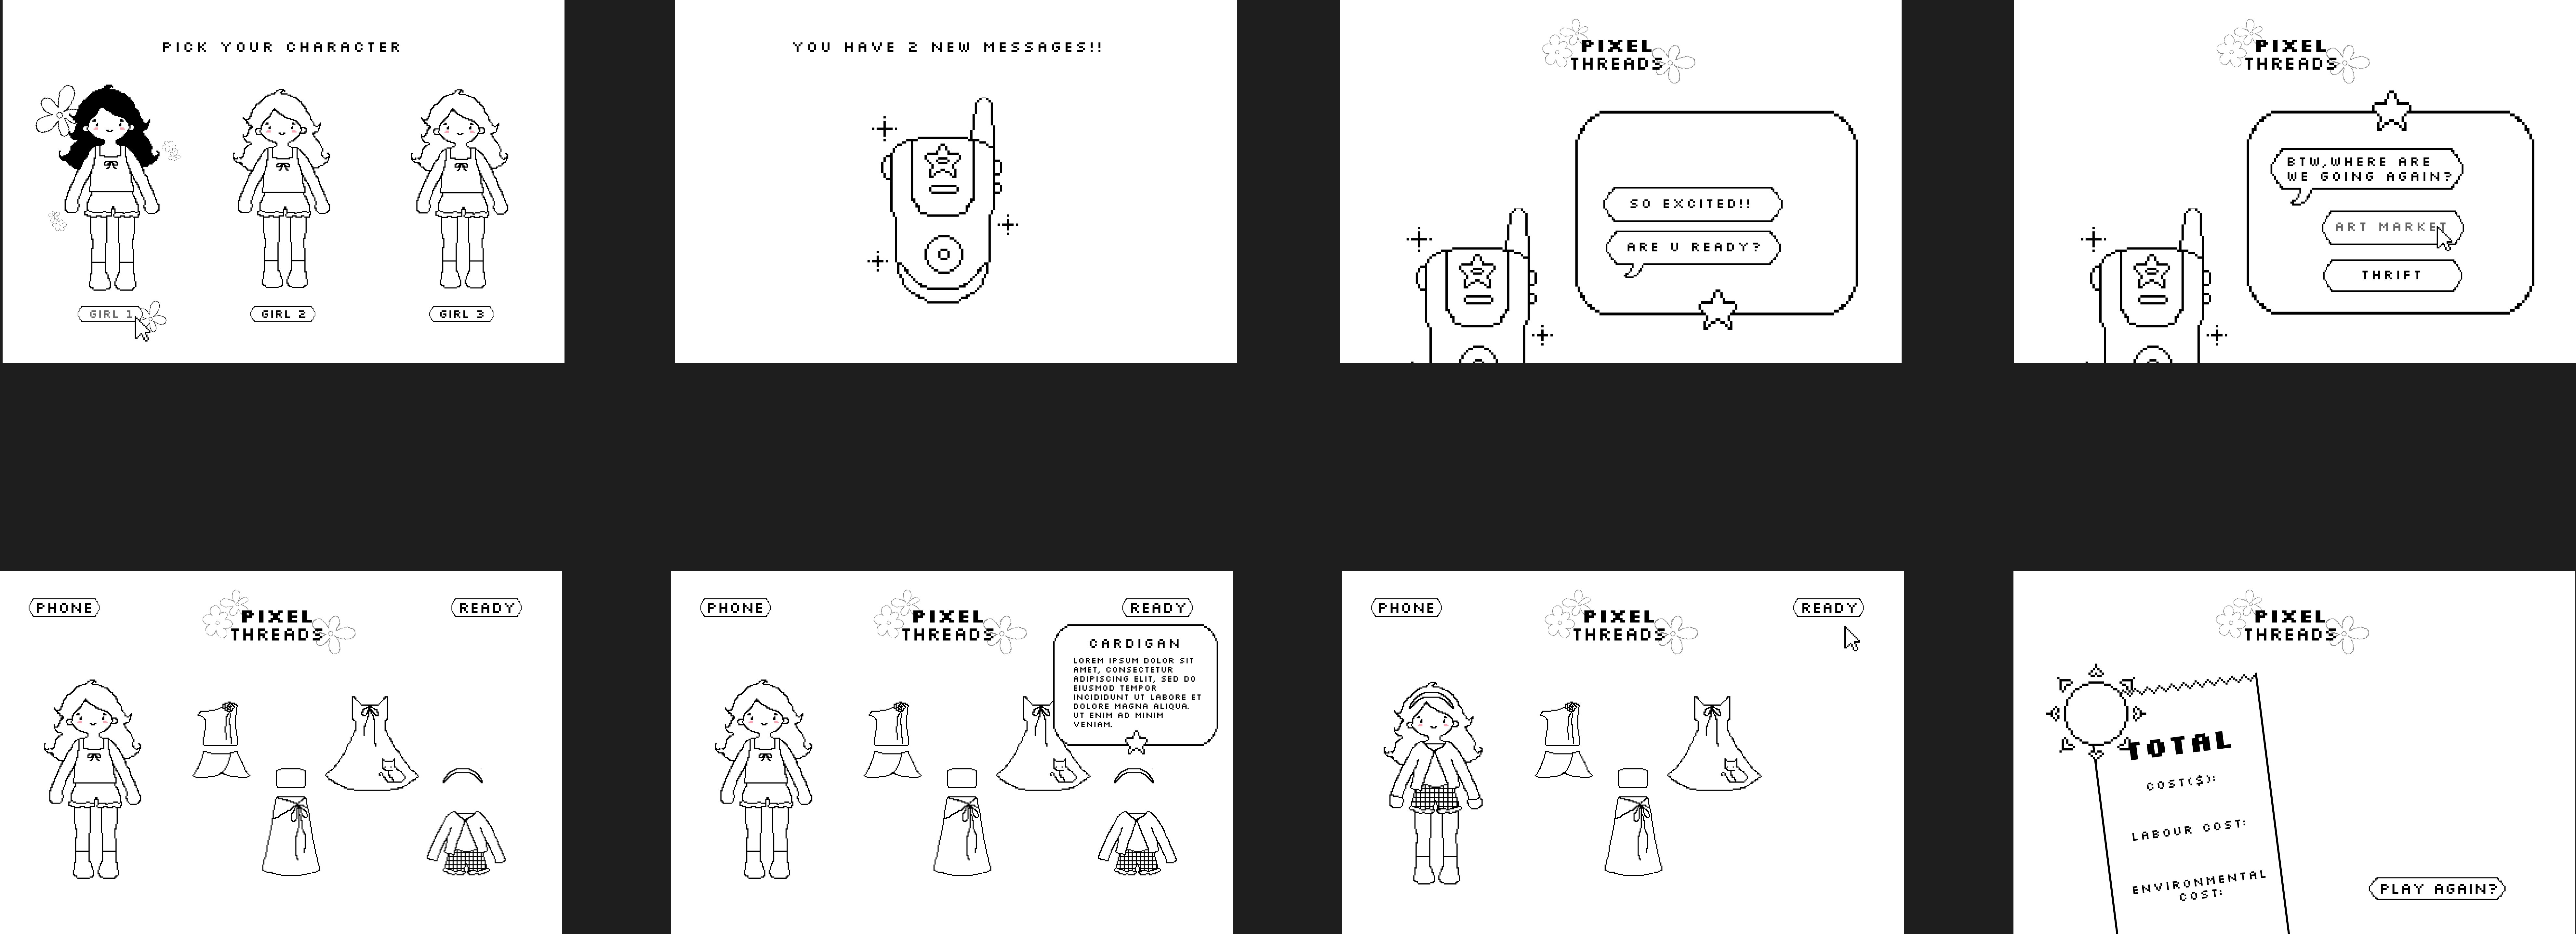 PICK YOUR CHARACTER
GIRL 1
GIRL 2
GIRL 3
YOU HAVE 2 NEW MESSAGES!!
PIXEL
THREADS
SO EXCITED!!
ARE U READY?
PIXEL
THREADS
BTW,WHERE ARE
WE GOING AGAIN?
ART MARKET
THRIFT
PHONE
PIXEL
THREADS
READY
PHONE
PIXEL
THREADS
READY
CARDIGAN
LOREM IPSUM DOLOR SIT
AMET, CONSECTETUR
ADIPISCING ELIT, SED DO
EIUSMOD TEMPOR
INCIDIDUNT UT LABORE ET
DOLORE MAGNA ALIQUA.
UT ENIM AD MINIM
VENIAM.
PHONE
PIXEL
THREADS
READY
PIXEL
THREADS
TOTAL
COST($):
LABOUR COST:
ENVIRONMENTAL
COST:
PLAY AGAIN?